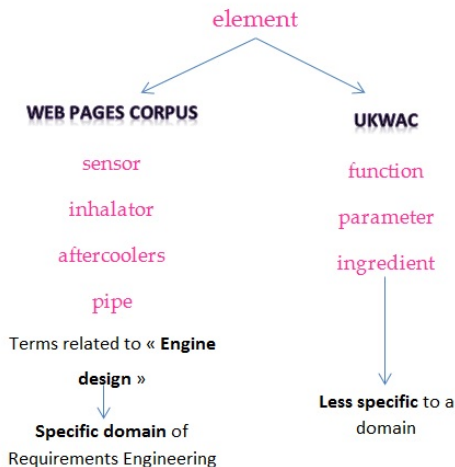 element
WEB PAGES CORPUS
sensor
inhalator
aftercoolers
pipe
Terms related to « Engine
design »
Specific domain of
Requirements Engineering
UKWAC
function
parameter
ingredient
Less specific to a
domain